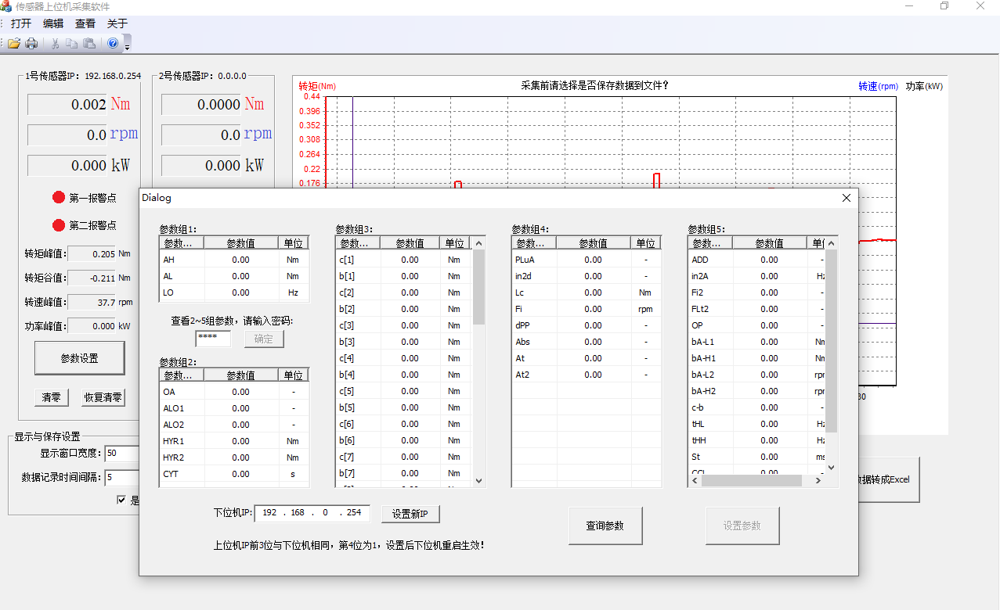 传感器上位机采集软件
打开 编辑 查看 关于
1号传感器IP：192.168.0.254
0.002 Nm
0.0 rpm
0.000 kW
第一报警点
第二报警点
转矩峰值: 0.205 Nm
转矩谷值: -0.211 Nm
转速峰值: 37.7 rpm
功率峰值: 0.000 kW
参数设置
清零 恢复清零
2号传感器IP：0.0.0.0
0.0000 Nm
0.0 rpm
0.000 kW
显示与保存设置
显示窗口宽度: 50
数据记录时间间隔: 5
是
转矩(Nm) 采集前请选择是否保存数据到文件？ 转速(rpm) 功率(kW)
0.44
0.396
0.352
0.308
0.264
0.22
0.176
30
数据转成Excel
Dialog
参数组1:
参数... 参数值 单位
AH 0.00 Nm
AL 0.00 Nm
LO 0.00 Hz
查看2~5组参数，请输入密码:
**** 确定
参数组2:
参数... 参数值 单位
OA 0.00 -
ALO1 0.00 -
ALO2 0.00 -
HYR1 0.00 Nm
HYR2 0.00 Nm
CYT 0.00 s
参数组3:
参数... 参数值 单位
c[1] 0.00 Nm
b[1] 0.00 Nm
c[2] 0.00 Nm
b[2] 0.00 Nm
c[3] 0.00 Nm
b[3] 0.00 Nm
c[4] 0.00 Nm
b[4] 0.00 Nm
c[5] 0.00 Nm
b[5] 0.00 Nm
c[6] 0.00 Nm
b[6] 0.00 Nm
c[7] 0.00 Nm
b[7] 0.00 Nm
参数组4:
参数... 参数值 单位
PLuA 0.00 -
in2d 0.00 -
Lc 0.00 Nm
Fi 0.00 rpm
dPP 0.00 -
Abs 0.00 -
At 0.00 -
At2 0.00 -
参数组5:
参数... 参数值 单
ADD 0.00 -
in2A 0.00 Hz
Fi2 0.00 -
FLt2 0.00 -
OP 0.00 -
bA-L1 0.00 Nm
bA-H1 0.00 Nm
bA-L2 0.00 rpm
bA-H2 0.00 rpm
c-b 0.00 -
tHL 0.00 Hz
tHH 0.00 Hz
St 0.00 ms
CCL 0.00 -
下位机IP: 192 . 168 . 0 . 254 设置新IP
上位机IP前3位与下位机相同，第4位为1，设置后下位机重启生效！
查询参数 设置参数